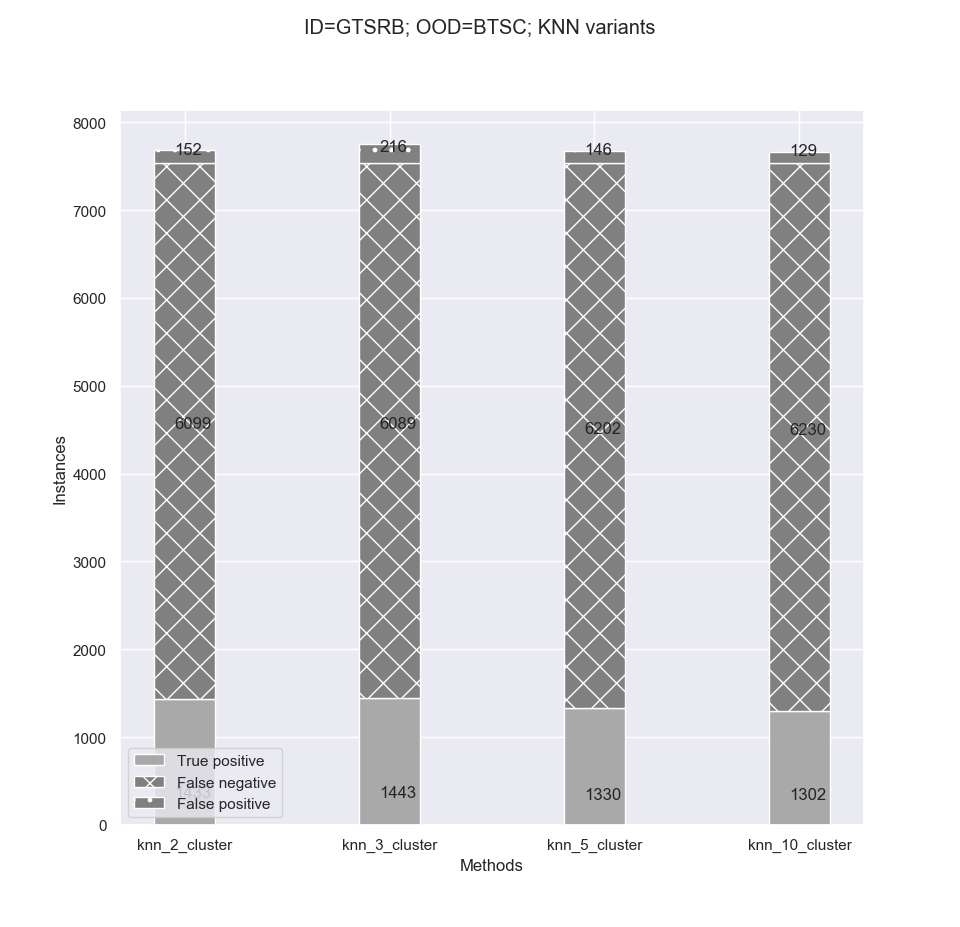 ID=GTSRB; OOD=BTSC; KNN variants
8000
7000
6000
5000
4000
3000
2000
1000
0
Instances
152
216
146
129
6099
6089
6202
6230
1433
1443
1330
1302
True positive
False negative
False positive
knn_2_cluster
knn_3_cluster
knn_5_cluster
knn_10_cluster
Methods